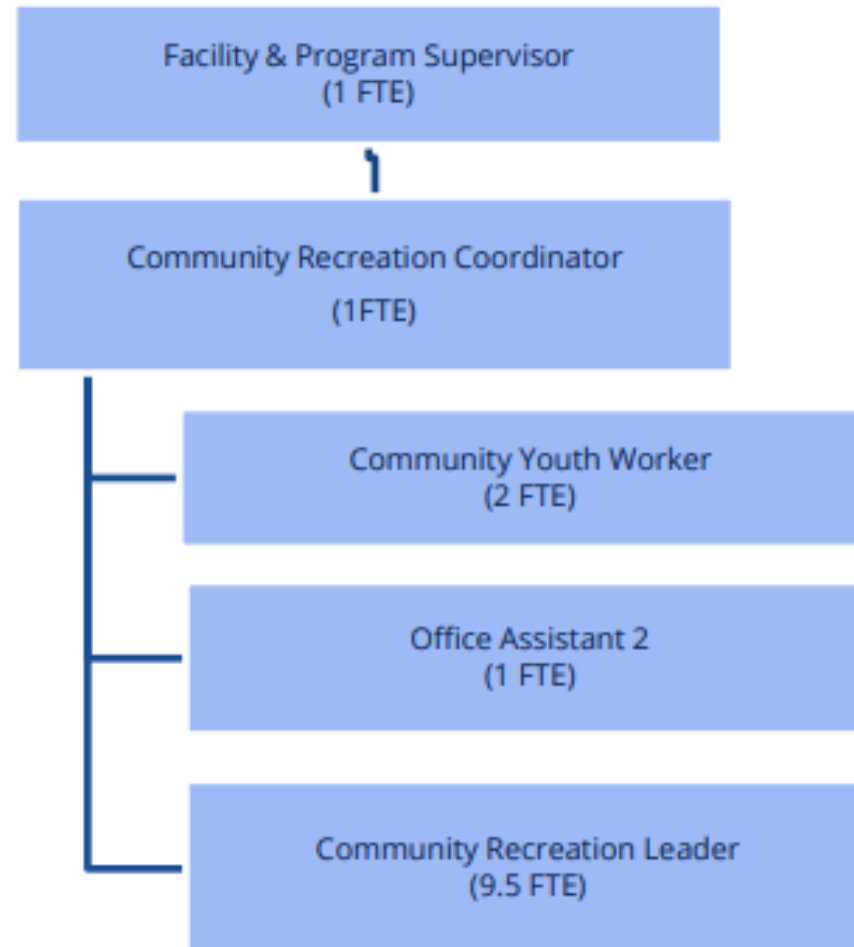 Facility & Program Supervisor
(1 FTE)
Community Recreation Coordinator
(1FTE)
Community Youth Worker
(2 FTE)
Office Assistant 2
(1 FTE)
Community Recreation Leader
(9.5 FTE)